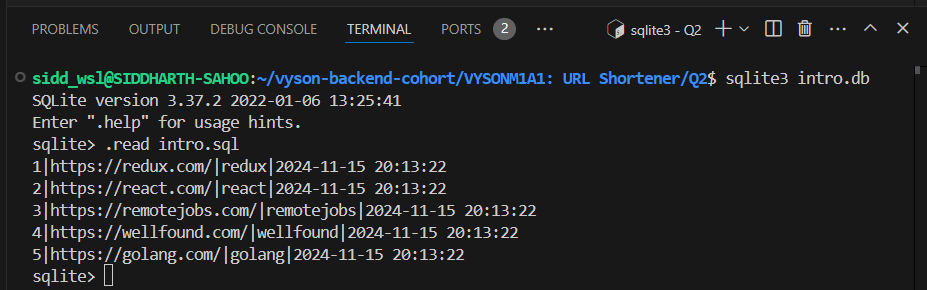 PROBLEMS OUTPUT DEBUG CONSOLE TERMINAL PORTS 2 ... sqlite3 - Q2
sidd_wsl@SIDDHARTH-SAHOO:~/vyson-backend-cohort/VYSONM1A1: URL Shortener/Q2$ sqlite3 intro.db
SQLite version 3.37.2 2022-01-06 13:25:41
Enter ".help" for usage hints.
sqlite> .read intro.sql
1|https://redux.com/|redux|2024-11-15 20:13:22
2|https://react.com/|react|2024-11-15 20:13:22
3|https://remotejobs.com/|remotejobs|2024-11-15 20:13:22
4|https://wellfound.com/|wellfound|2024-11-15 20:13:22
5|https://golang.com/|golang|2024-11-15 20:13:22
sqlite>